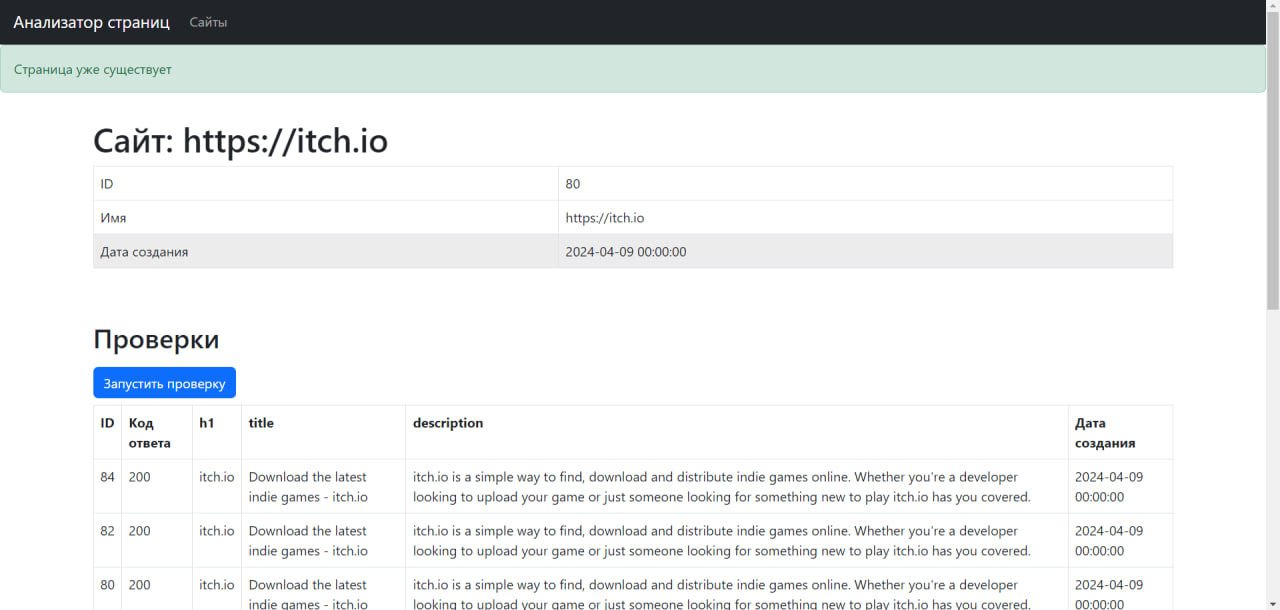 Анализатор страниц Сайты
Страница уже существует
Сайт: https://itch.io
ID 80
Имя https://itch.io
Дата создания 2024-04-09 00:00:00
Проверки
Запустить проверку
ID Код ответа h1 title description Дата создания
84 200 itch.io Download the latest indie games - itch.io itch.io is a simple way to find, download and distribute indie games online. Whether you're a developer looking to upload your game or just someone looking for something new to play itch.io has you covered. 2024-04-09 00:00:00
82 200 itch.io Download the latest indie games - itch.io itch.io is a simple way to find, download and distribute indie games online. Whether you're a developer looking to upload your game or just someone looking for something new to play itch.io has you covered. 2024-04-09 00:00:00
80 200 itch.io Download the latest indie games - itch.io itch.io is a simple way to find, download and distribute indie games online. Whether you're a developer looking to upload your game or just someone looking for something new to play itch.io has you covered. 2024-04-09 00:00:00